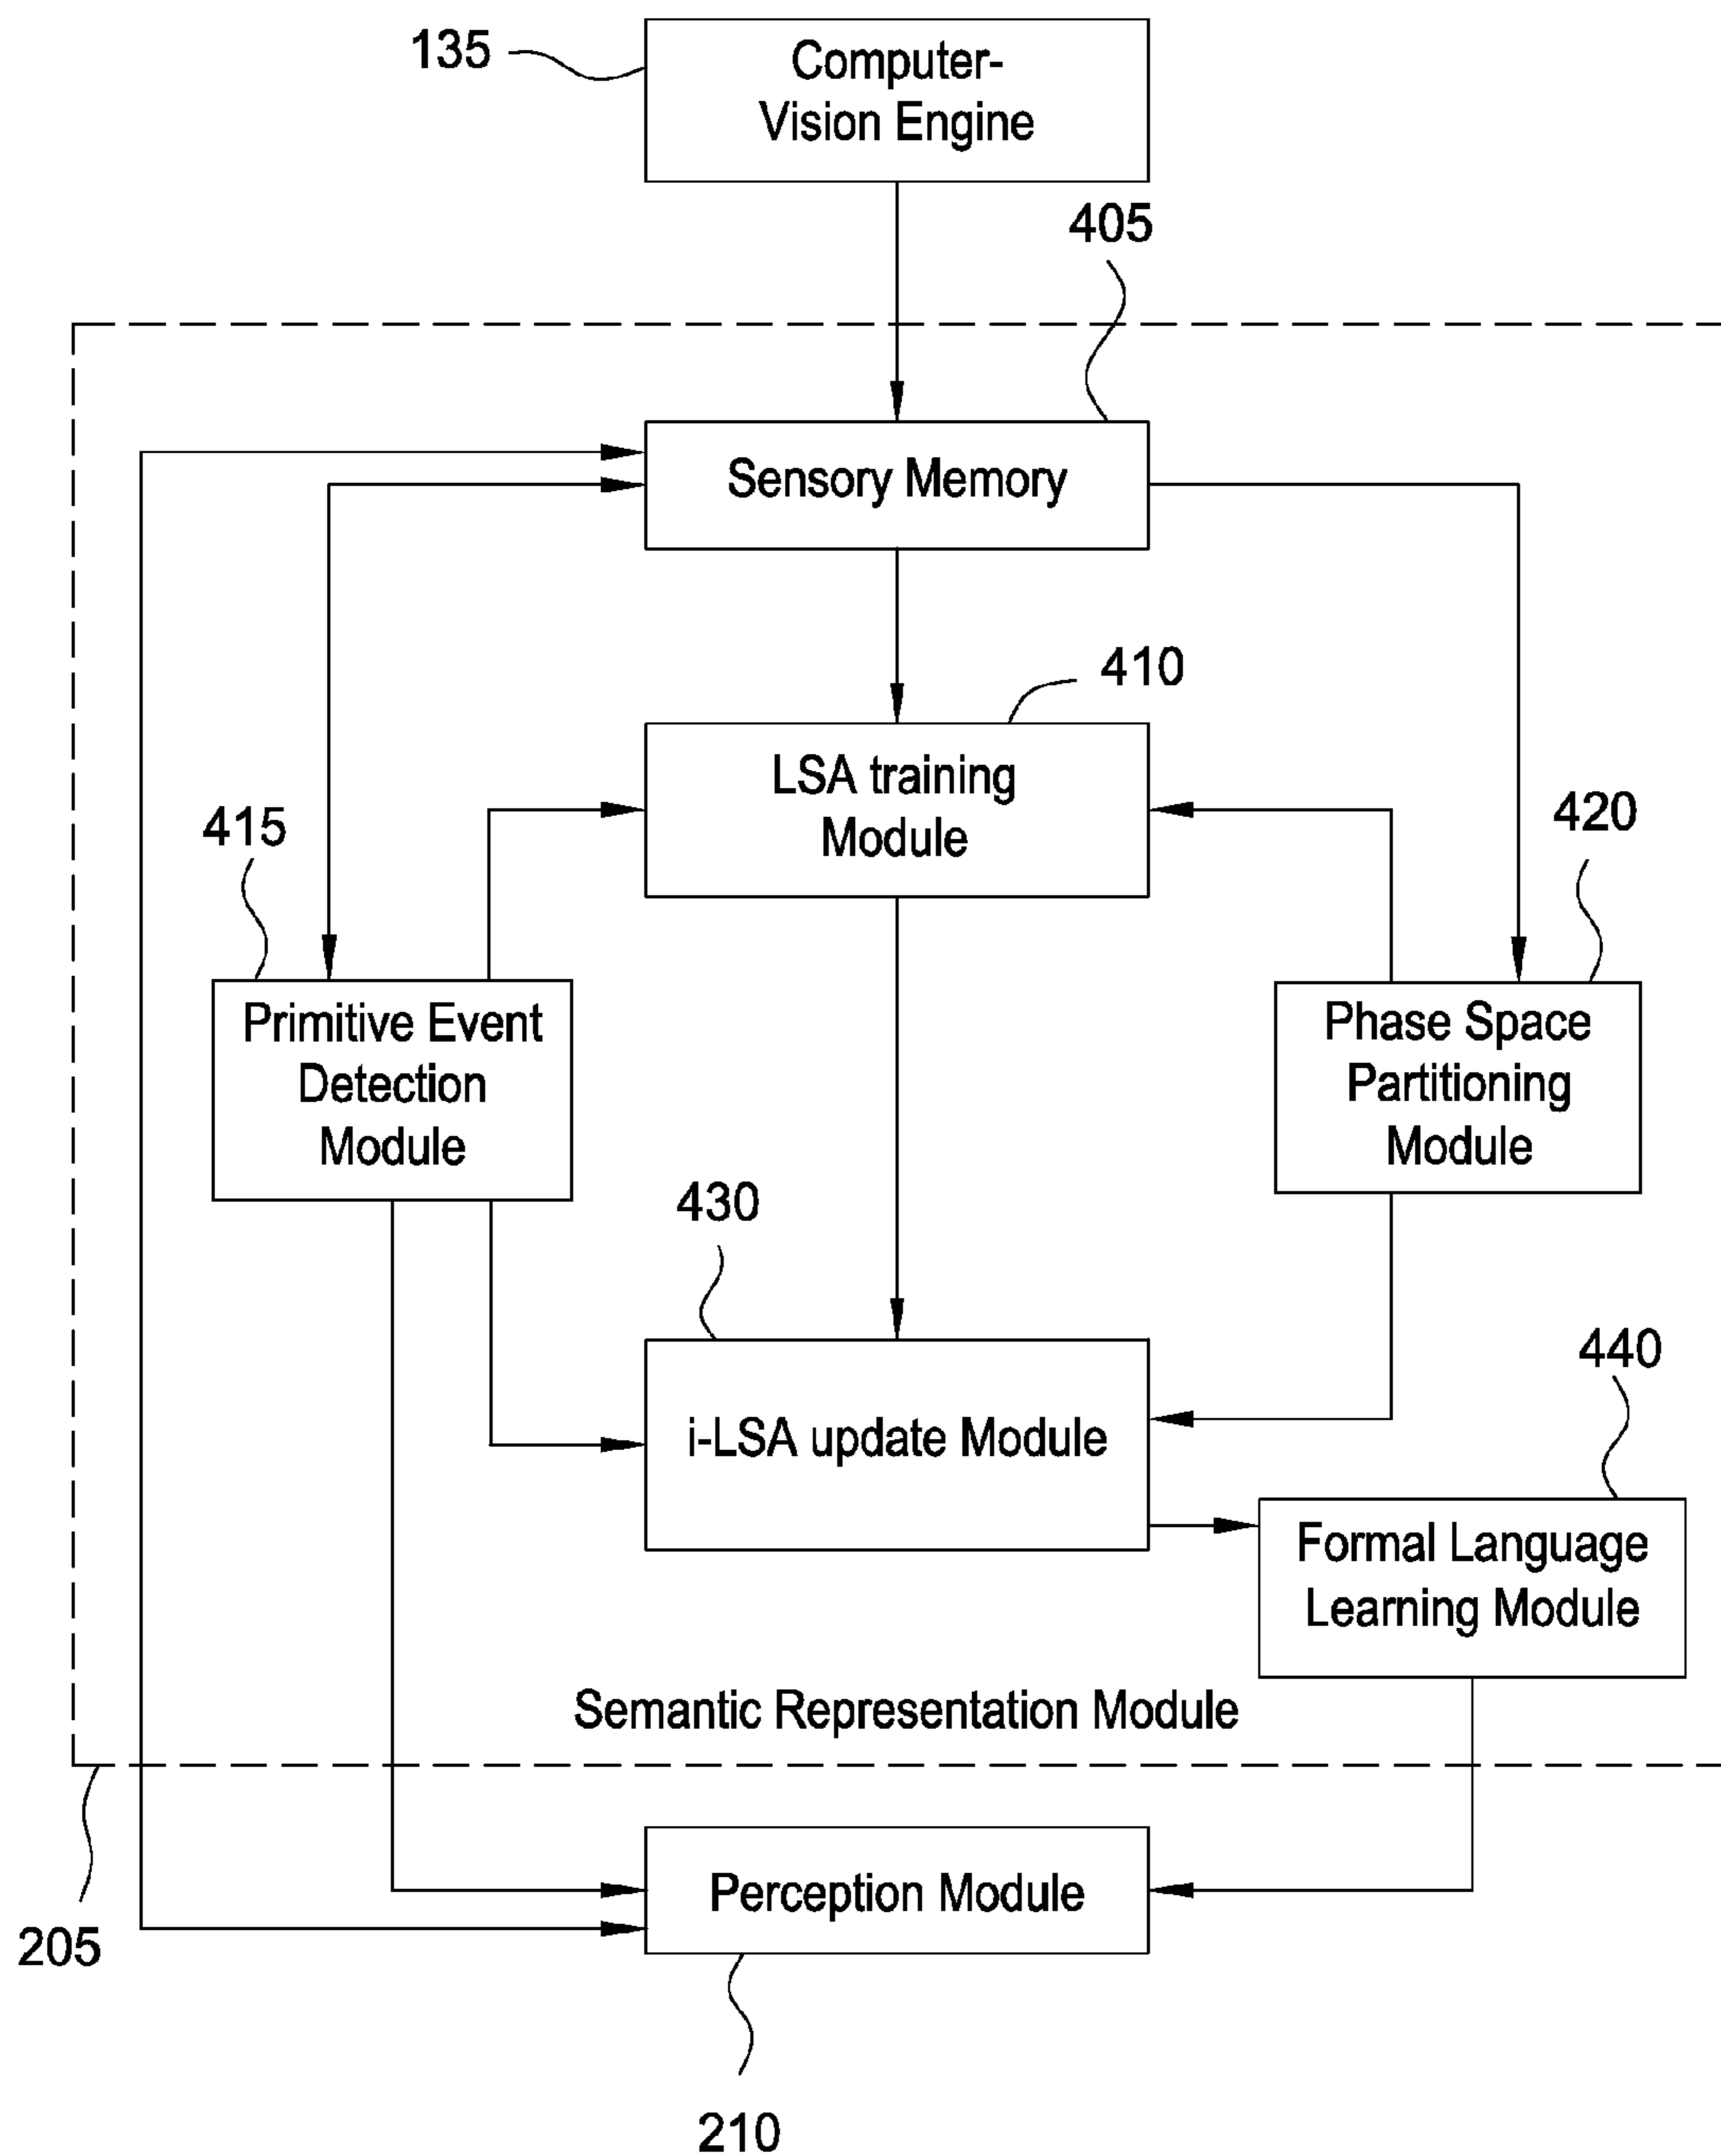 135
Computer-
Vision Engine
405
Sensory Memory
410
LSA training
Module
415
420
Primitive Event
Detection
Module
Phase Space
Partitioning
Module
430
i-LSA update Module
440
Formal Language
Learning Module
Semantic Representation Module
Perception Module
205
210